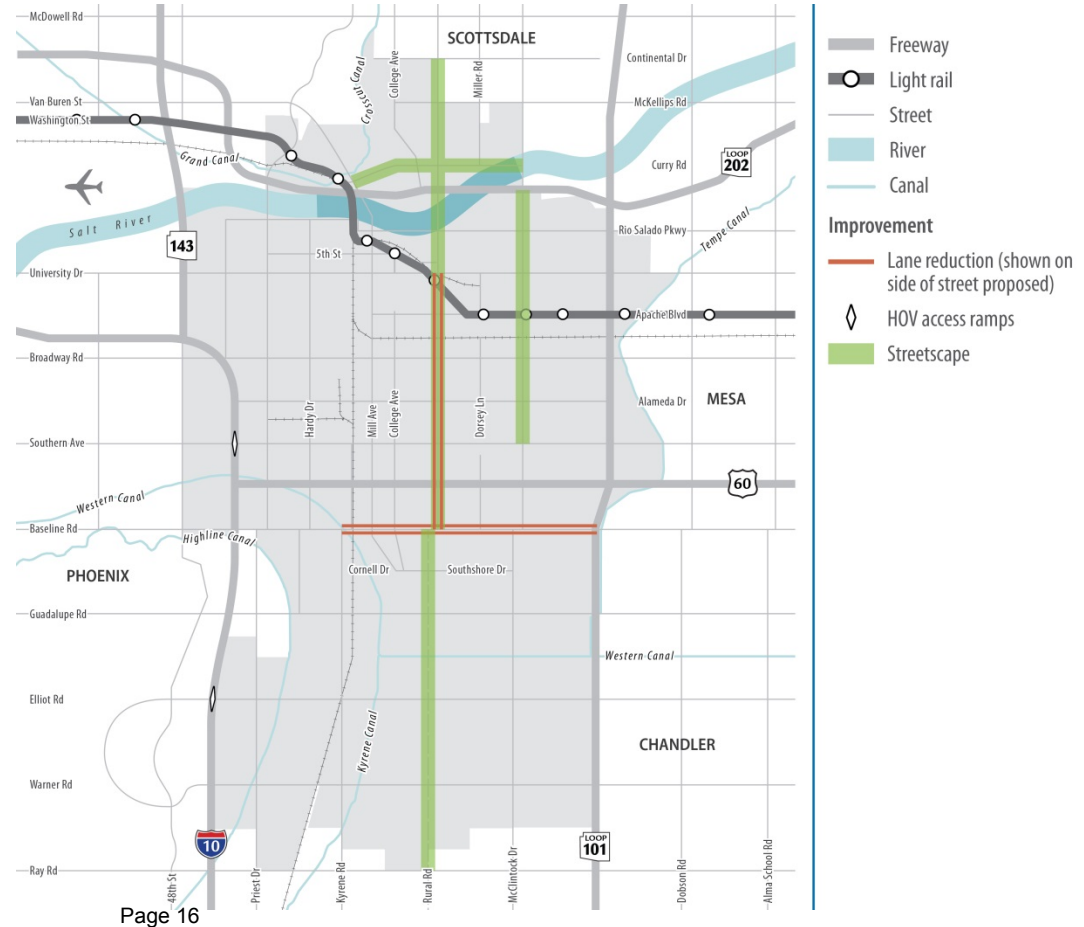 McDowell Rd
SCOTTSDALE
Crosscut Canal
College Ave
Miller Rd
Continental Dr
Van Buren St
Washington St
McKellips Rd
Grand Canal
Curry Rd
LOOP
202
Salt River
143
Rio Salado Pkwy
Tempe Canal
5th St
University Dr
Apache Blvd
Broadway Rd
Hardy Dr
Mill Ave
College Ave
Dorsey Ln
Alameda Dr
MESA
Southern Ave
60
Western Canal
Baseline Rd
Highline Canal
PHOENIX
Cornell Dr
Southshore Dr
Guadalupe Rd
Western Canal
Elliot Rd
Kyrene Canal
CHANDLER
Warner Rd
INTERSTATE
10
LOOP
101
Ray Rd
48th St
Priest Dr
Kyrene Rd
Rural Rd
McClintock Dr
Dobson Rd
Alma School Rd
Page 16
Freeway
Light rail
Street
River
Canal
Improvement
Lane reduction (shown on
side of street proposed)
HOV access ramps
Streetscape